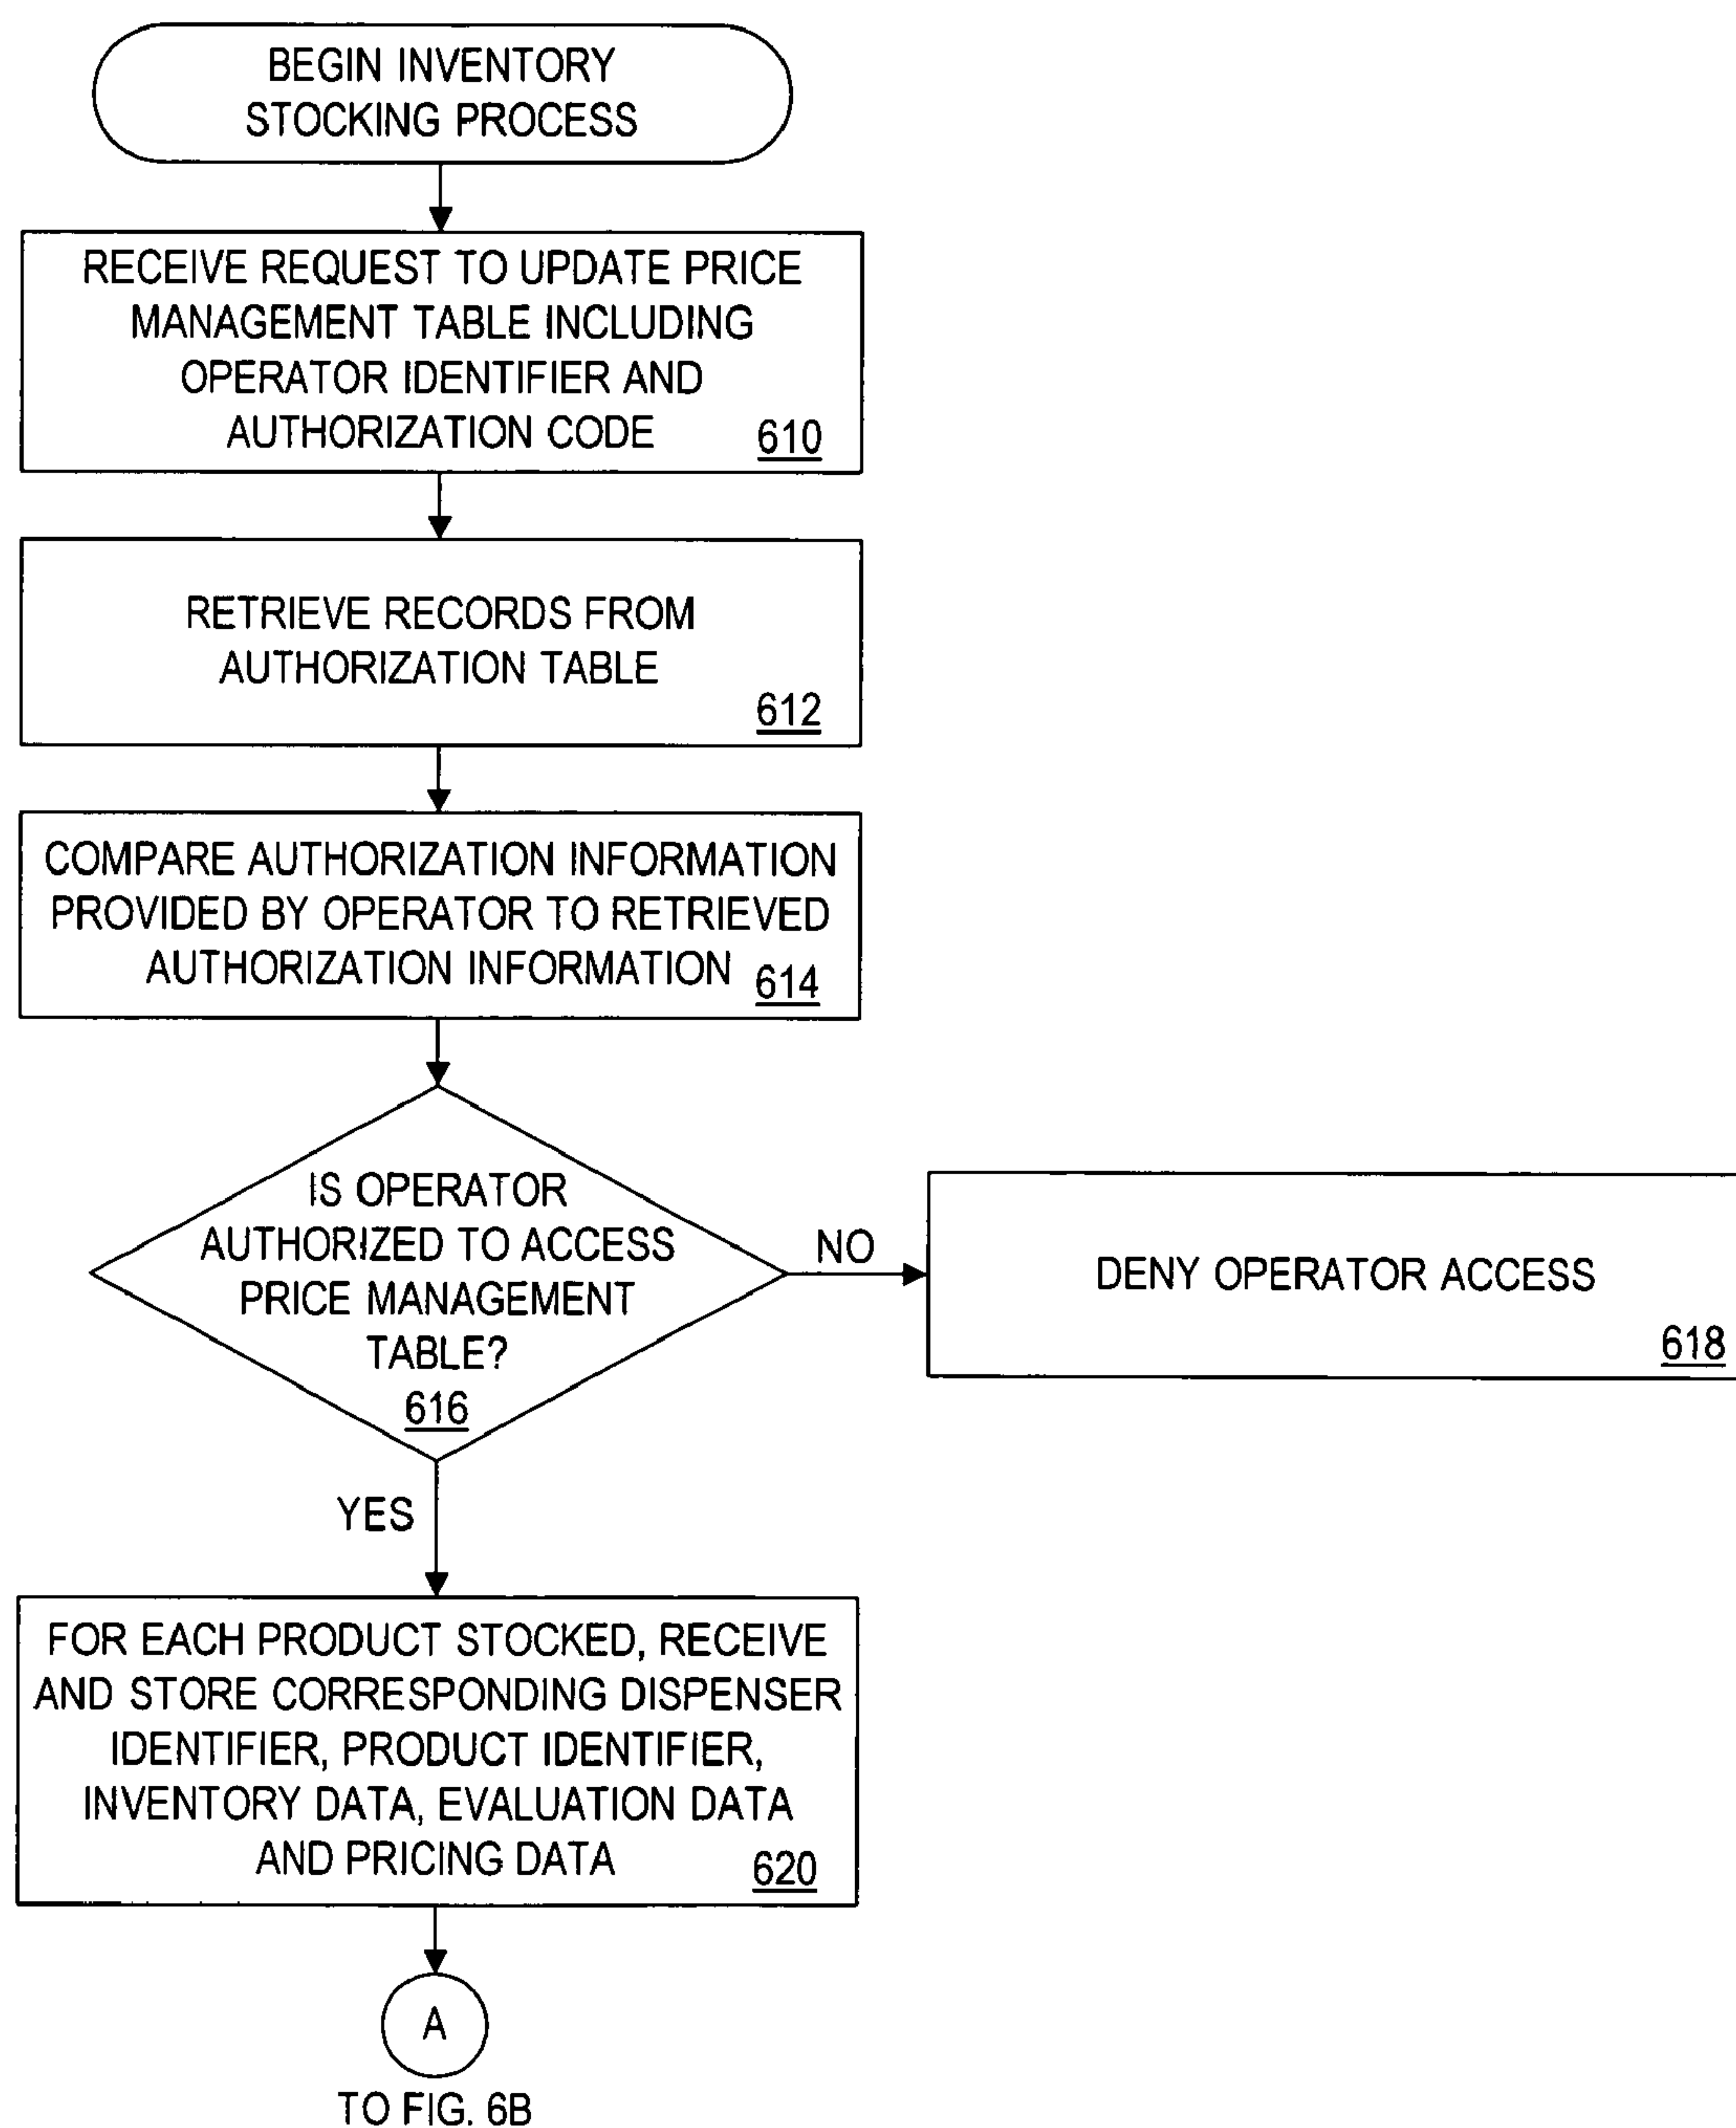 BEGIN INVENTORY
STOCKING PROCESS
RECEIVE REQUEST TO UPDATE PRICE
MANAGEMENT TABLE INCLUDING
OPERATOR IDENTIFIER AND
AUTHORIZATION CODE
610
RETRIEVE RECORDS FROM
AUTHORIZATION TABLE
612
COMPARE AUTHORIZATION INFORMATION
PROVIDED BY OPERATOR TO RETRIEVED
AUTHORIZATION INFORMATION
614
IS OPERATOR
AUTHORIZED TO ACCESS
PRICE MANAGEMENT
TABLE?
616
NO
DENY OPERATOR ACCESS
618
YES
FOR EACH PRODUCT STOCKED, RECEIVE
AND STORE CORRESPONDING DISPENSER
IDENTIFIER, PRODUCT IDENTIFIER,
INVENTORY DATA, EVALUATION DATA
AND PRICING DATA
620
A
TO FIG. 6B